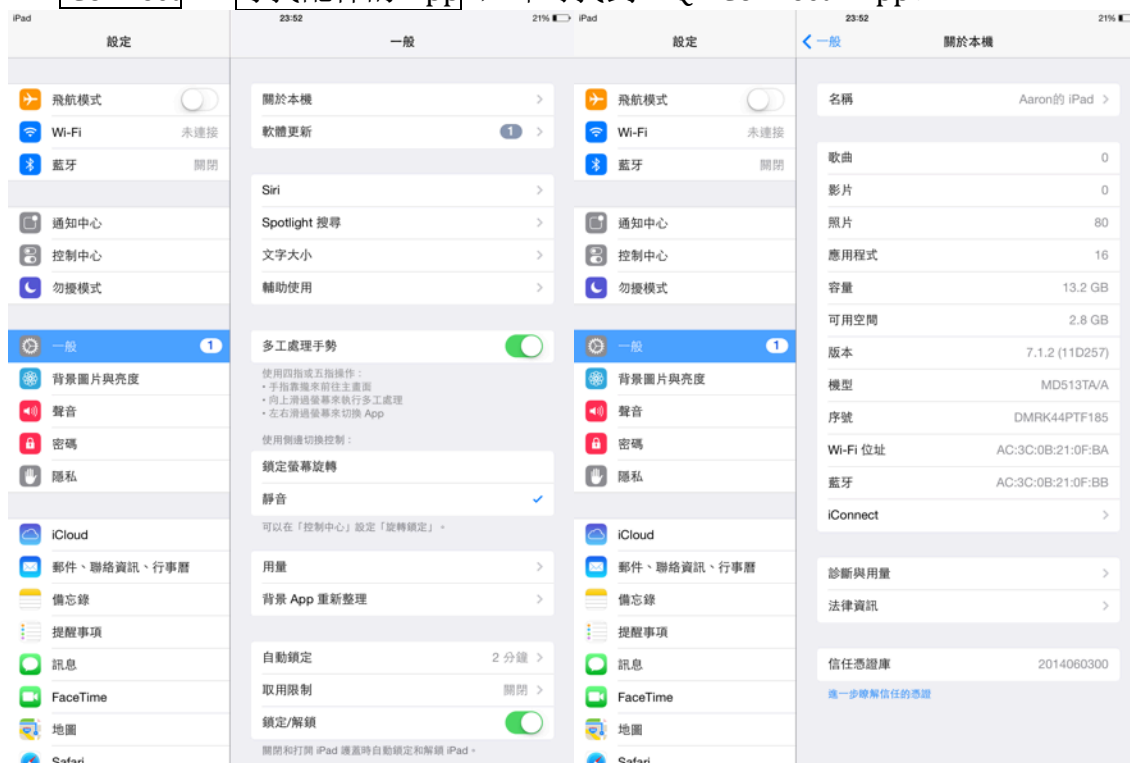 Connect 尋找配件的 App Connect App
iPad 23:52 21%
設定
飛航模式
Wi-Fi 未連接
藍牙 關閉
通知中心
控制中心
勿擾模式
一般 1
背景圖片與亮度
聲音
密碼
隱私
iCloud
郵件、聯絡資訊、行事曆
備忘錄
提醒事項
訊息
FaceTime
地圖
Safari
一般
關於本機
軟體更新 1
Siri
Spotlight 搜尋
文字大小
輔助使用
多工處理手勢
使用四指或五指操作：
• 手指靠攏來前往主畫面
• 向上滑過螢幕來執行多工處理
• 左右滑過螢幕來切換 App
使用側邊切換控制：
鎖定螢幕旋轉
靜音
可以在「控制中心」設定「旋轉鎖定」。
用量
背景 App 重新整理
自動鎖定 2 分鐘
取用限制 關閉
鎖定/解鎖
關閉和打開 iPad 護蓋時自動鎖定和解鎖 iPad。
iPad 23:52 21%
設定
飛航模式
Wi-Fi 未連接
藍牙 關閉
通知中心
控制中心
勿擾模式
一般 1
背景圖片與亮度
聲音
密碼
隱私
iCloud
郵件、聯絡資訊、行事曆
備忘錄
提醒事項
訊息
FaceTime
地圖
Safari
一般 關於本機
名稱 Aaron的 iPad
歌曲 0
影片 0
照片 80
應用程式 16
容量 13.2 GB
可用空間 2.8 GB
版本 7.1.2 (11D257)
機型 MD513TA/A
序號 DMRK44PTF185
Wi-Fi 位址 AC:3C:0B:21:0F:BA
藍牙 AC:3C:0B:21:0F:BB
iConnect
診斷與用量
法律資訊
信任憑證庫 2014060300
進一步瞭解信任的憑證